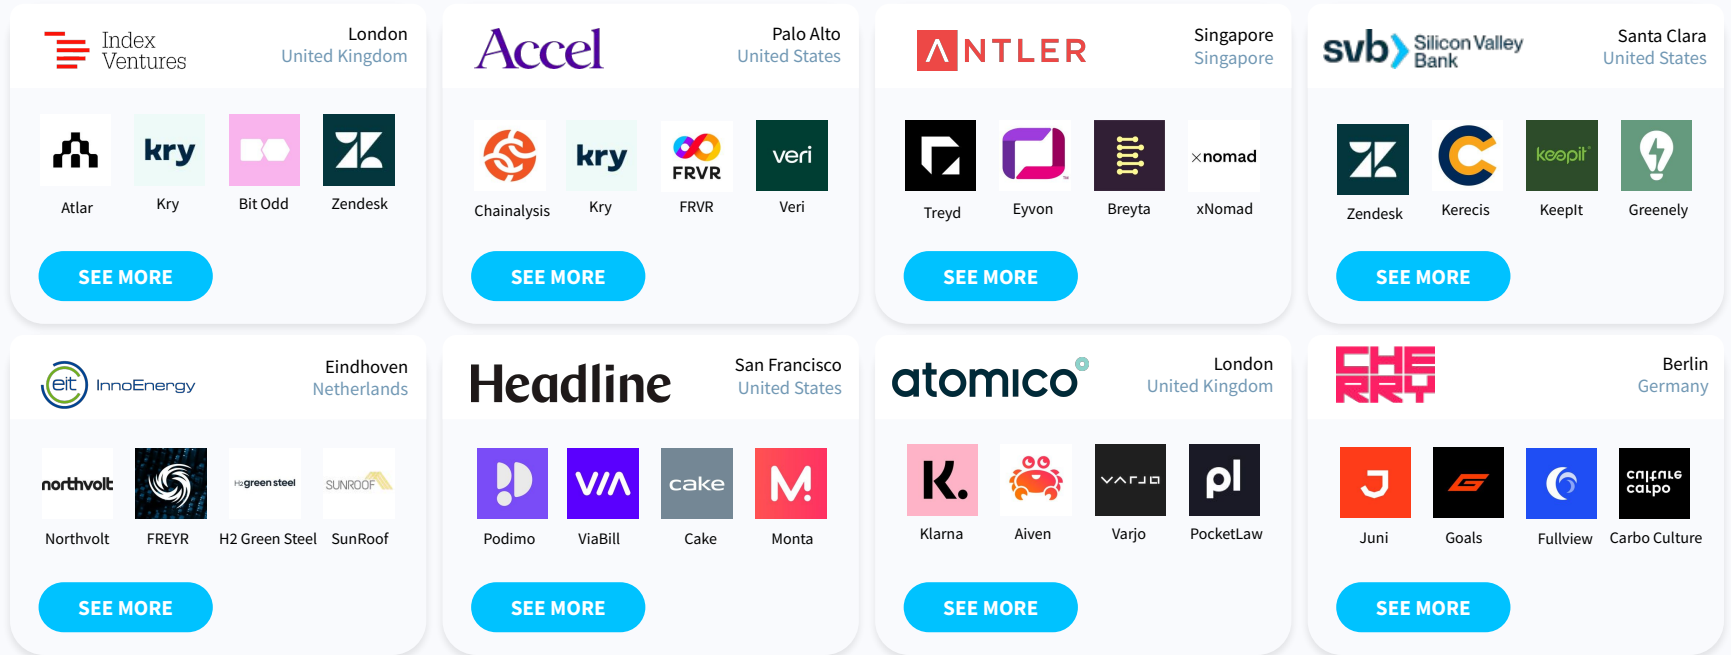 Index
Ventures
London
United Kingdom
kry
Atlar
Kry
Bit Odd
Zendesk
SEE MORE
Accel
Palo Alto
United States
kry
FRVR
veri
Chainalysis
Kry
FRVR
Veri
SEE MORE
ANTLER
Singapore
Singapore
xnomad
Treyd
Eyvon
Breyta
xNomad
SEE MORE
svb
Silicon Valley
Bank
Santa Clara
United States
keepit
Zendesk
Kerecis
KeepIt
Greenely
SEE MORE
eit InnoEnergy
Eindhoven
Netherlands
northvolt
H2 green steel
SUNROOF
Northvolt
FREYR
H2 Green Steel
SunRoof
SEE MORE
Headline
San Francisco
United States
VIA
cake
M.
Podimo
ViaBill
Cake
Monta
SEE MORE
atomico
London
United Kingdom
K.
VARJO
pl
Klarna
Aiven
Varjo
PocketLaw
SEE MORE
CHE
RRY
Berlin
Germany
J
G
culture
carbo
Juni
Goals
Fullview
Carbo Culture
SEE MORE